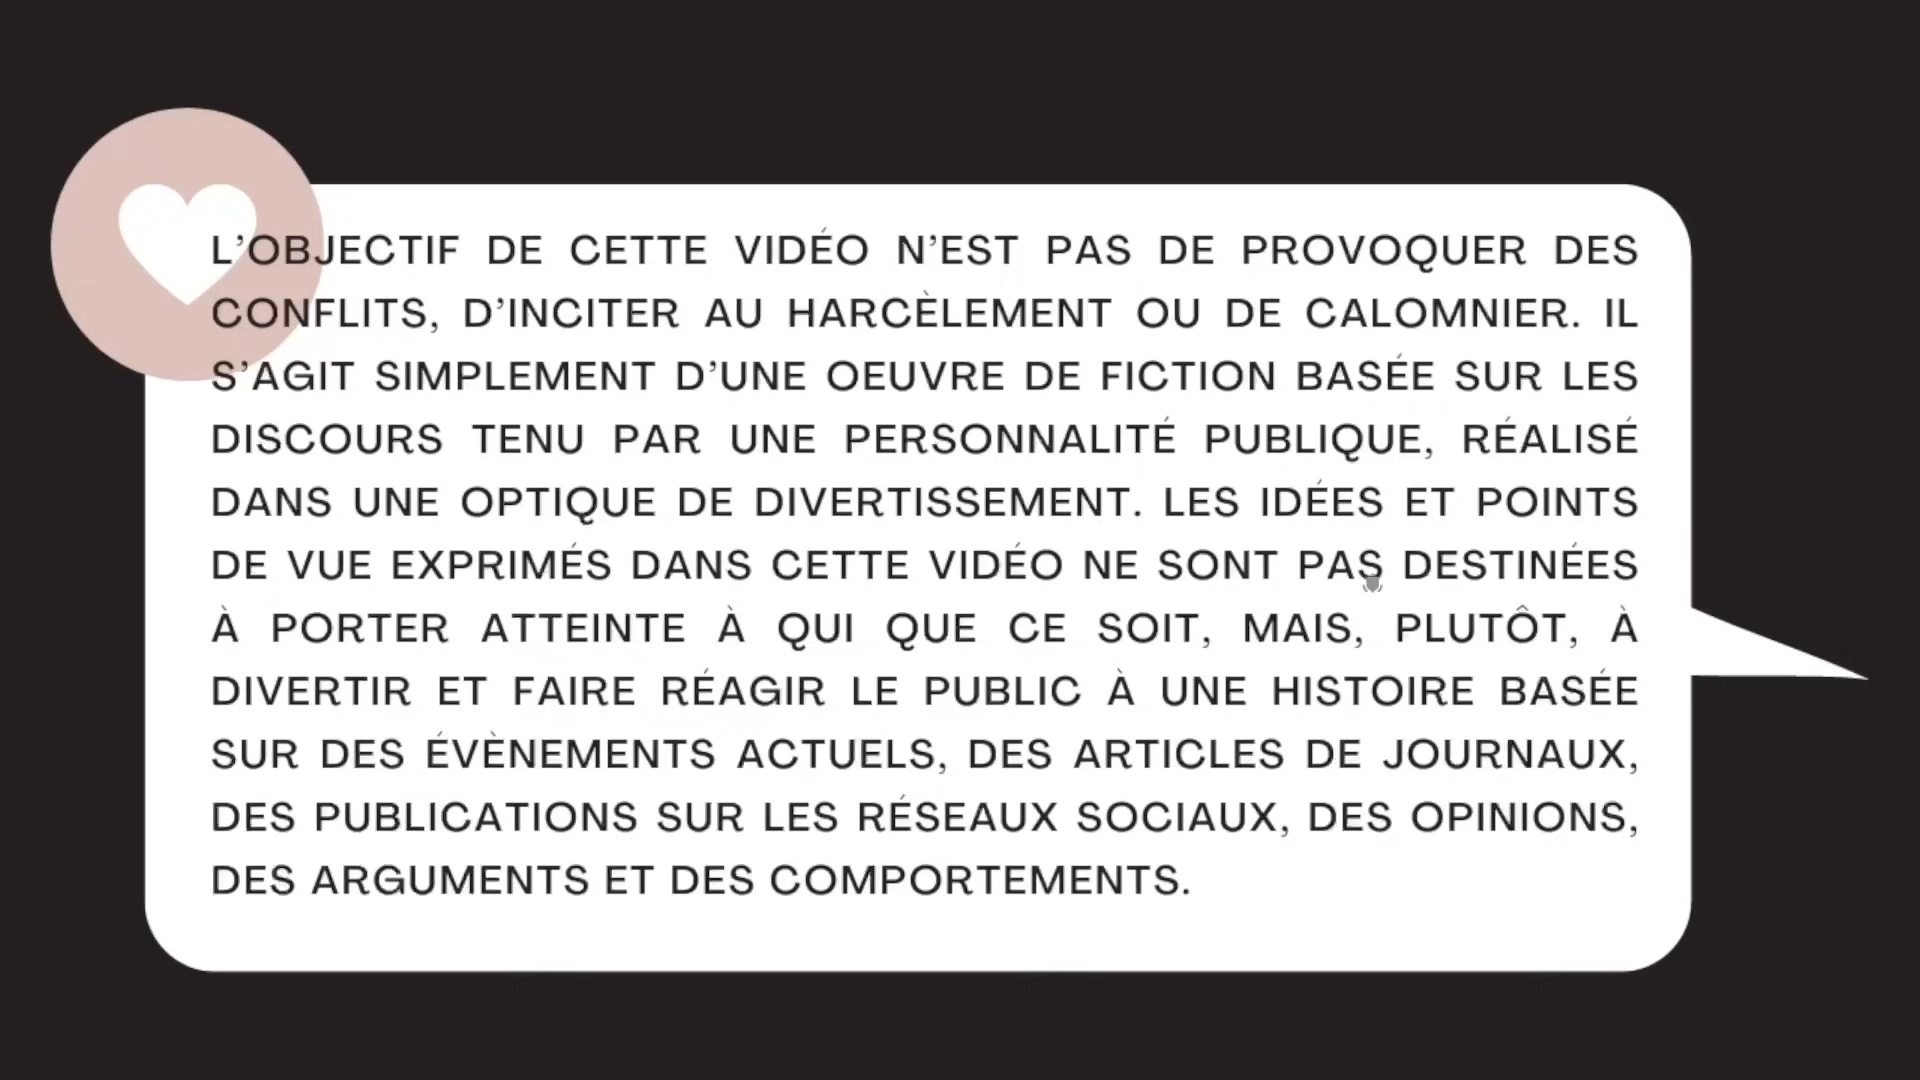 L’OBJECTIF DE CETTE VIDÉO N’EST PAS DE PROVOQUER DES
CONFLITS, D’INCITER AU HARCÈLEMENT OU DE CALOMNIER. IL
S’AGIT SIMPLEMENT D’UNE OEUVRE DE FICTION BASÉE SUR LES
DISCOURS TENU PAR UNE PERSONNALITÉ PUBLIQUE, RÉALISÉ
DANS UNE OPTIQUE DE DIVERTISSEMENT. LES IDÉES ET POINTS
DE VUE EXPRIMÉS DANS CETTE VIDÉO NE SONT PAS DESTINÉES
À PORTER ATTEINTE À QUI QUE CE SOIT, MAIS, PLUTÔT, À
DIVERTIR ET FAIRE RÉAGIR LE PUBLIC À UNE HISTOIRE BASÉE
SUR DES ÉVÈNEMENTS ACTUELS, DES ARTICLES DE JOURNAUX,
DES PUBLICATIONS SUR LES RÉSEAUX SOCIAUX, DES OPINIONS,
DES ARGUMENTS ET DES COMPORTEMENTS.